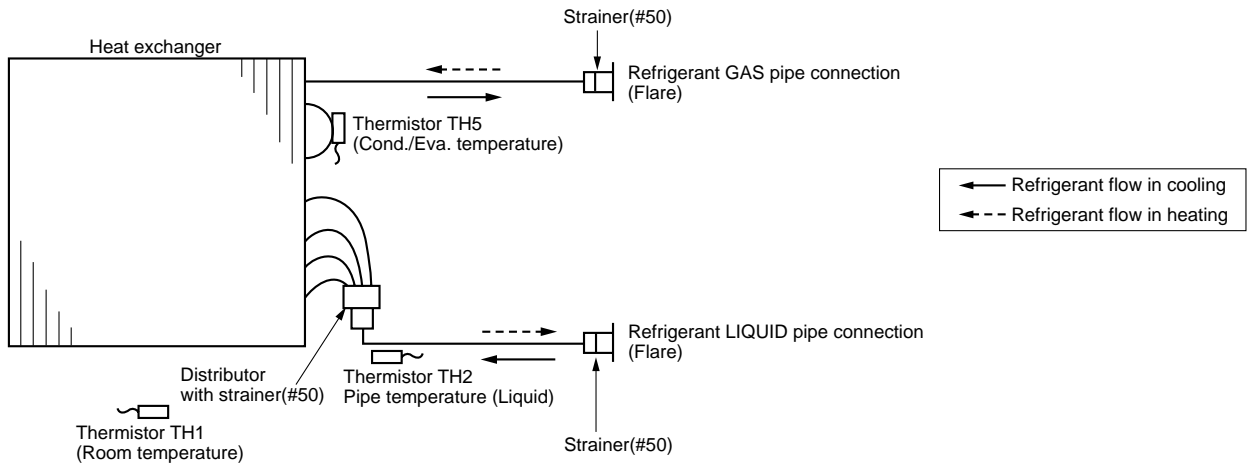 Strainer(#50)
Heat exchanger
Refrigerant GAS pipe connection
(Flare)
Thermistor TH5
(Cond./Eva. temperature)
Refrigerant flow in cooling
Refrigerant flow in heating
Refrigerant LIQUID pipe connection
(Flare)
Distributor
with strainer(#50)
Thermistor TH2
Pipe temperature (Liquid)
Thermistor TH1
(Room temperature)
Strainer(#50)